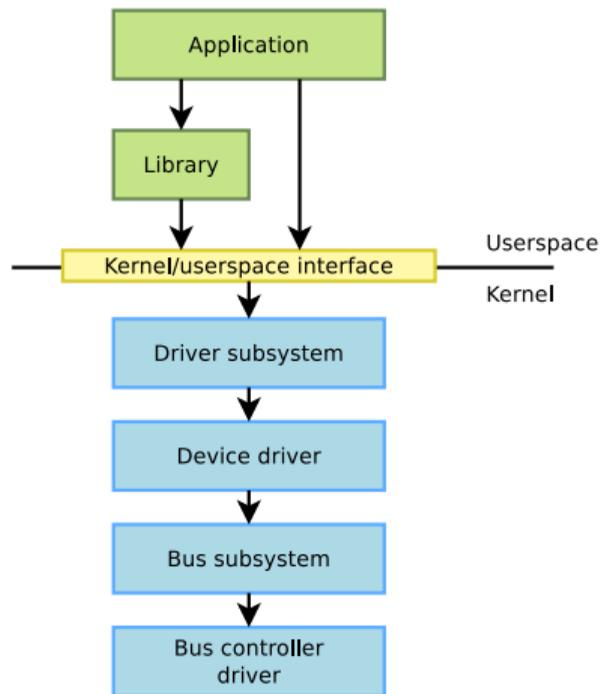 Application
Library
Userspace
Kernel/userspace interface
Kernel
Driver subsystem
Device driver
Bus subsystem
Bus controller
driver